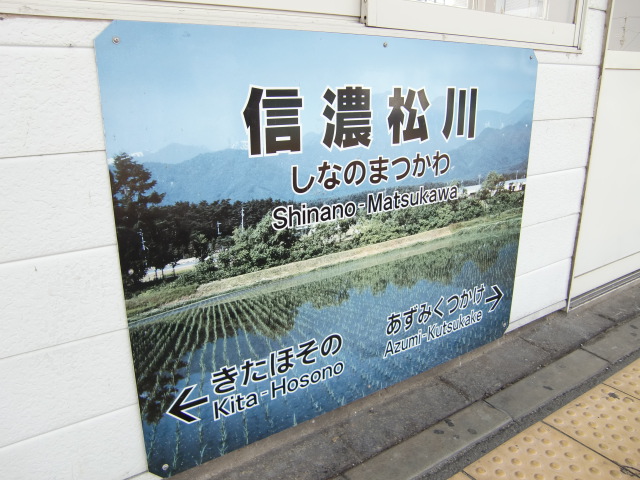 信濃松川
しなのまつかわ
Shinano-Matsukawa
あずみくつかけ
Azumi-Kutsukake
きたほその
Kita-Hosono